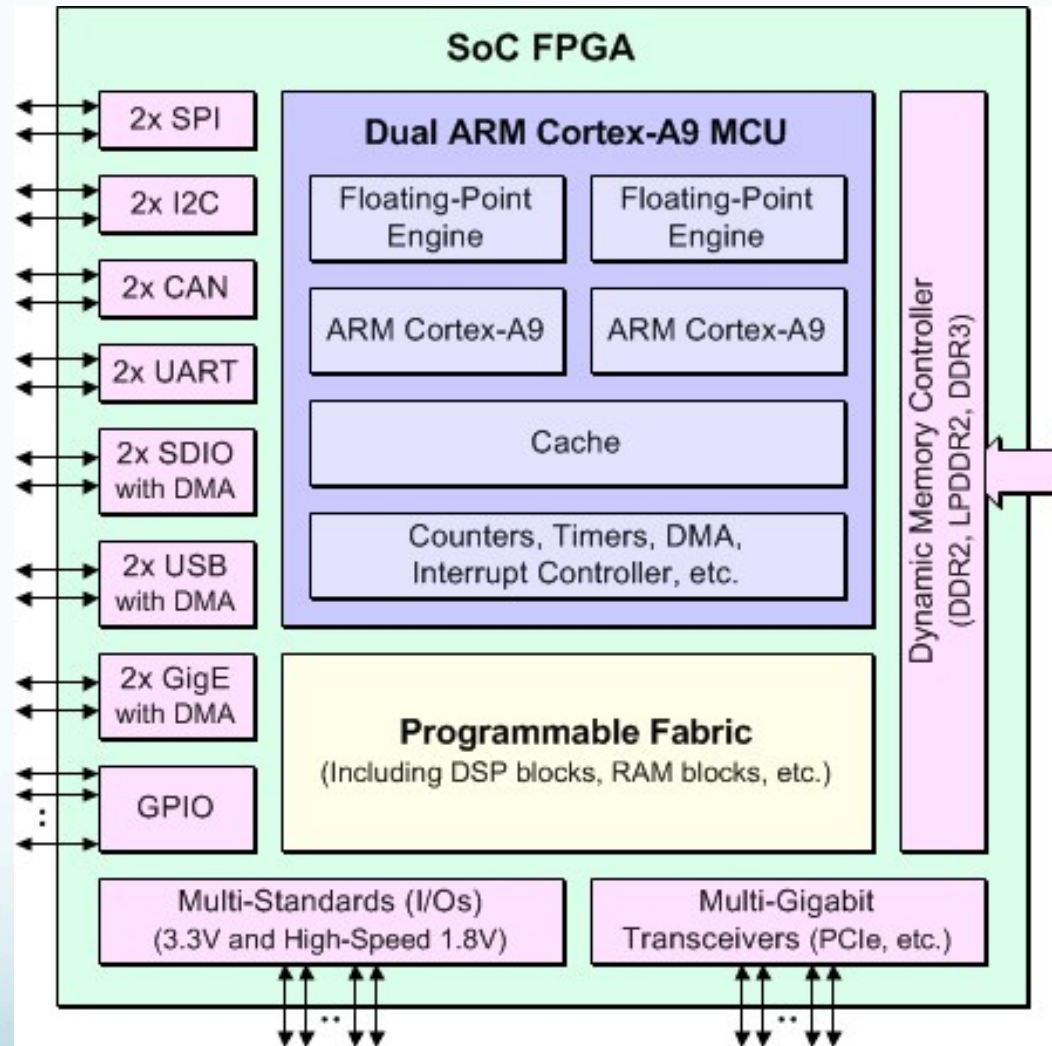 SoC FPGA
2x SPI
2x I2C
2x CAN
2x UART
2x SDIO
with DMA
2x USB
with DMA
2x GigE
with DMA
GPIO
Dual ARM Cortex-A9 MCU
Floating-Point
Engine
Floating-Point
Engine
ARM Cortex-A9
ARM Cortex-A9
Cache
Counters, Timers, DMA,
Interrupt Controller, etc.
Programmable Fabric
(Including DSP blocks, RAM blocks, etc.)
Dynamic Memory Controller
(DDR2, LPDDR2, DDR3)
Multi-Standards (I/Os)
(3.3V and High-Speed 1.8V)
Multi-Gigabit
Transceivers (PCIe, etc.)